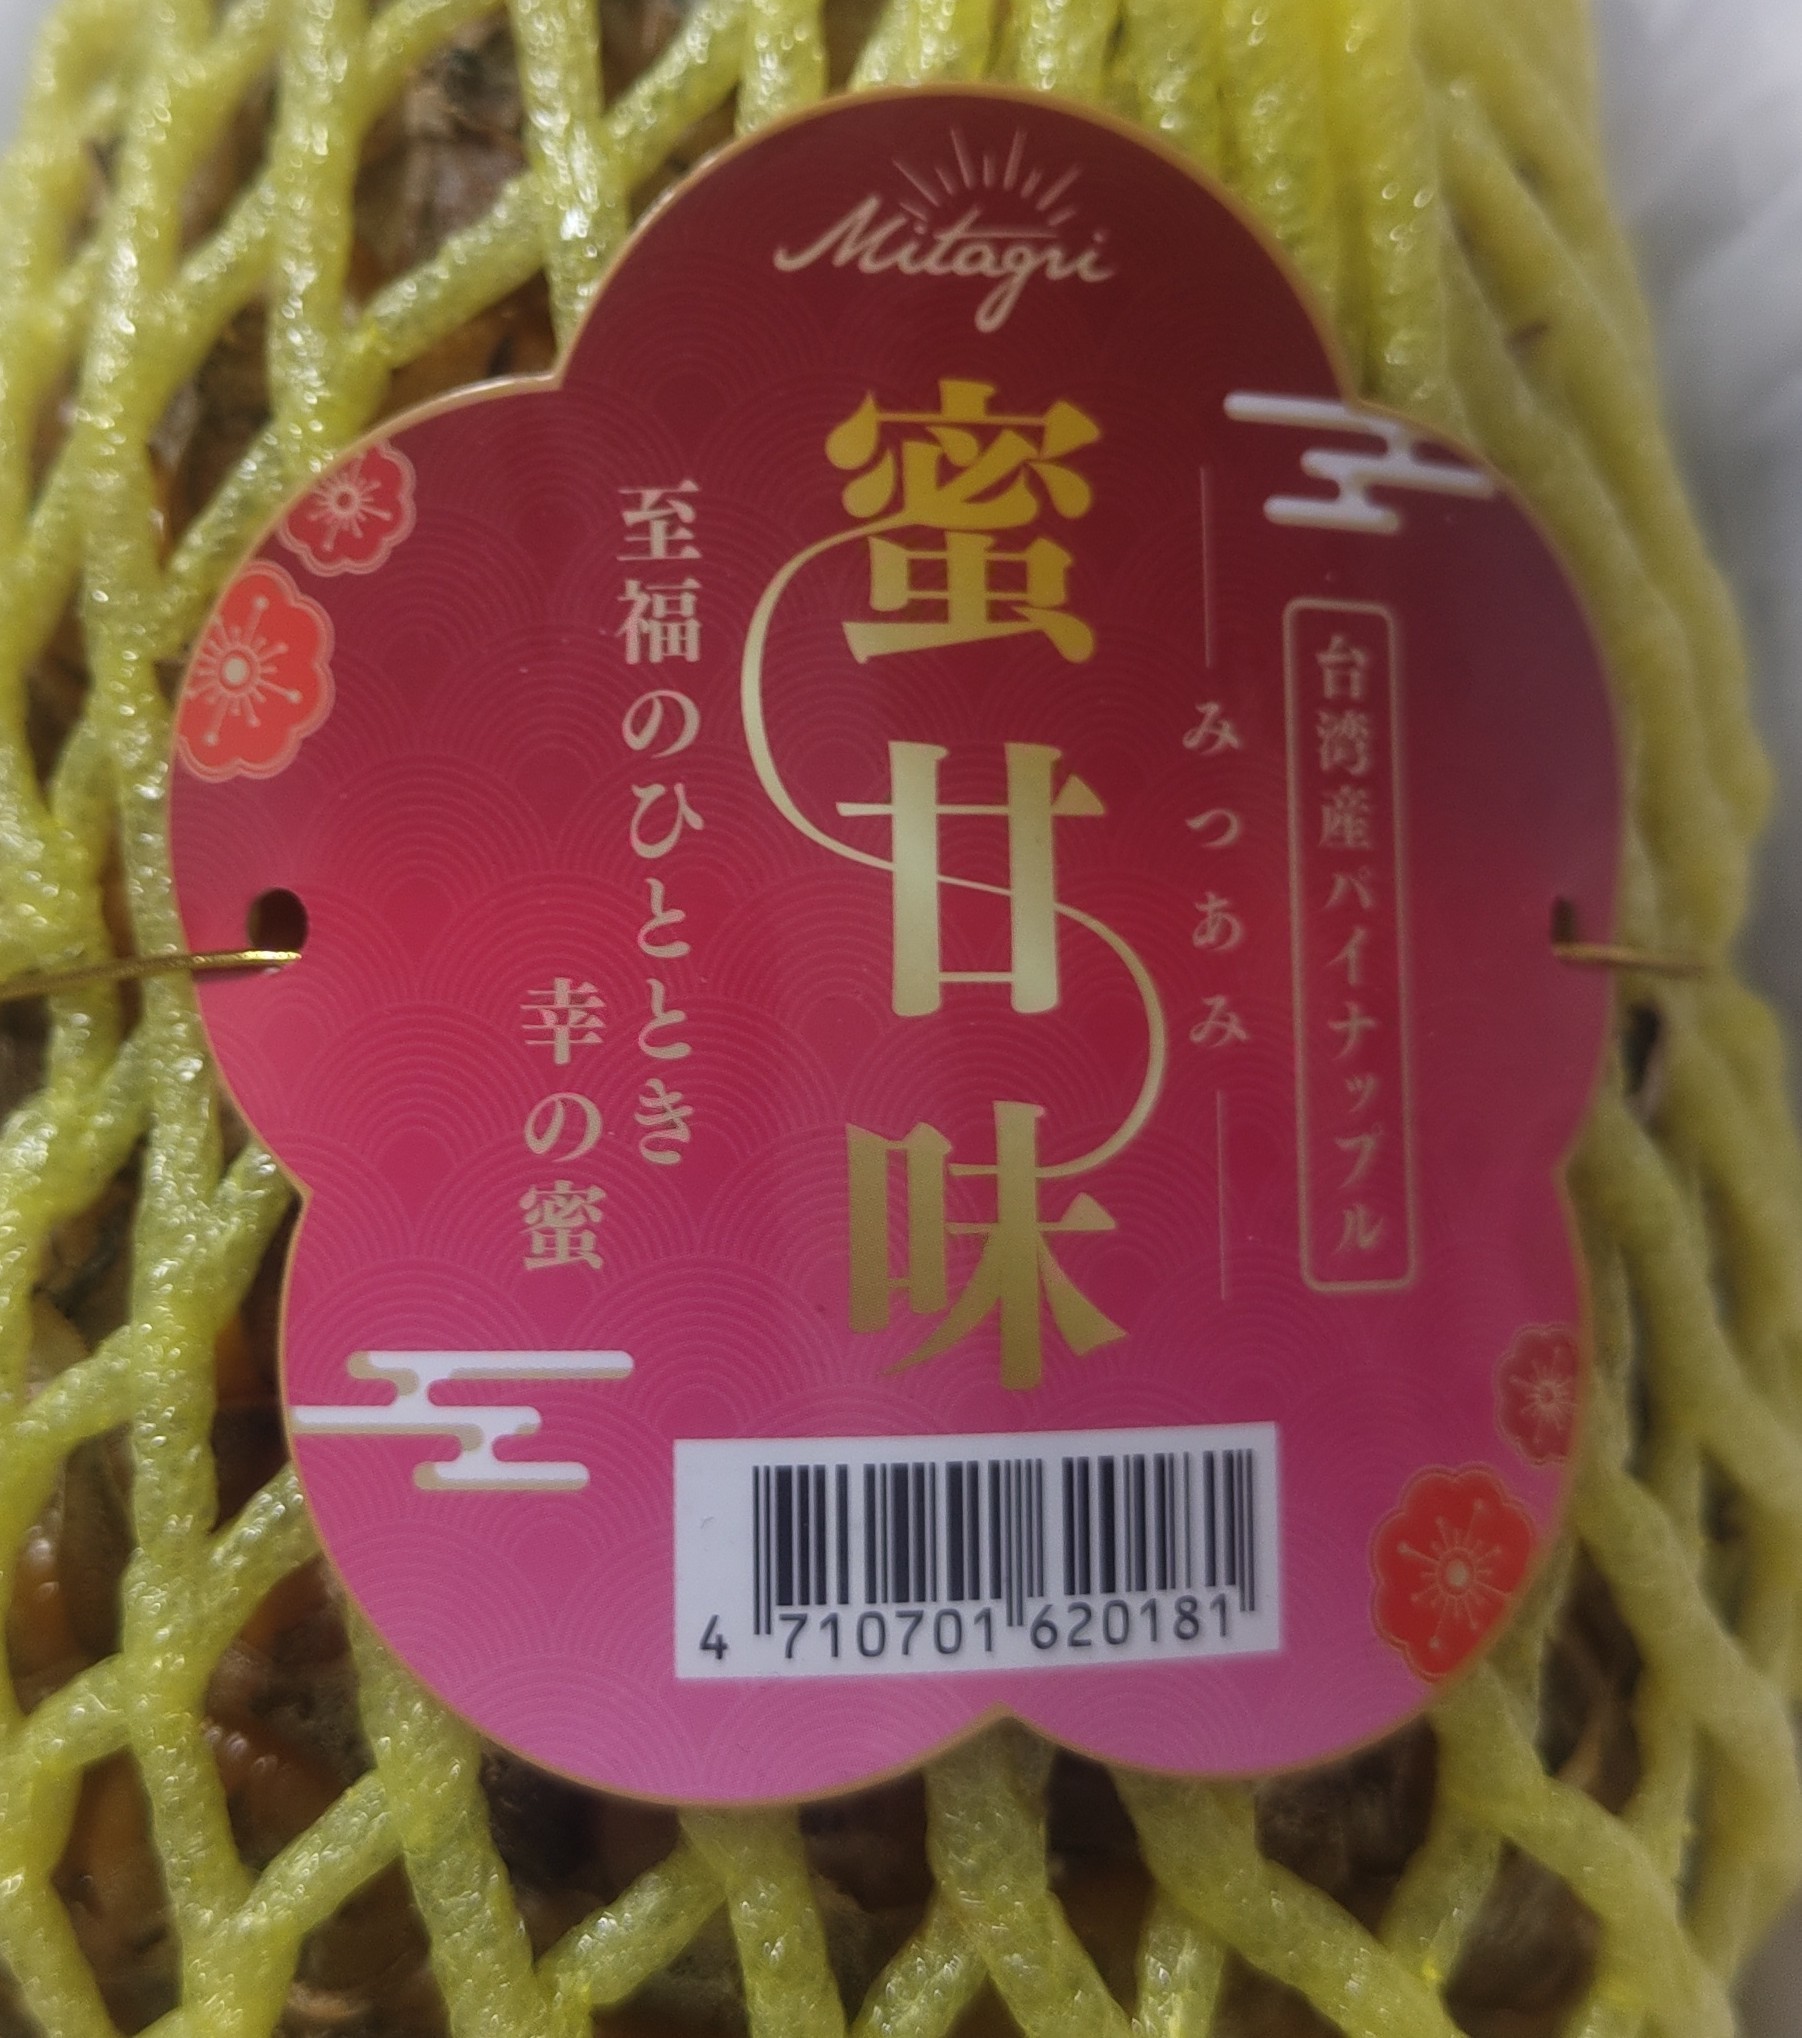 Mitagri
台湾産パイナップル
みつあみ
蜜甘味
至福のひととき
幸の蜜
4 710701 620181